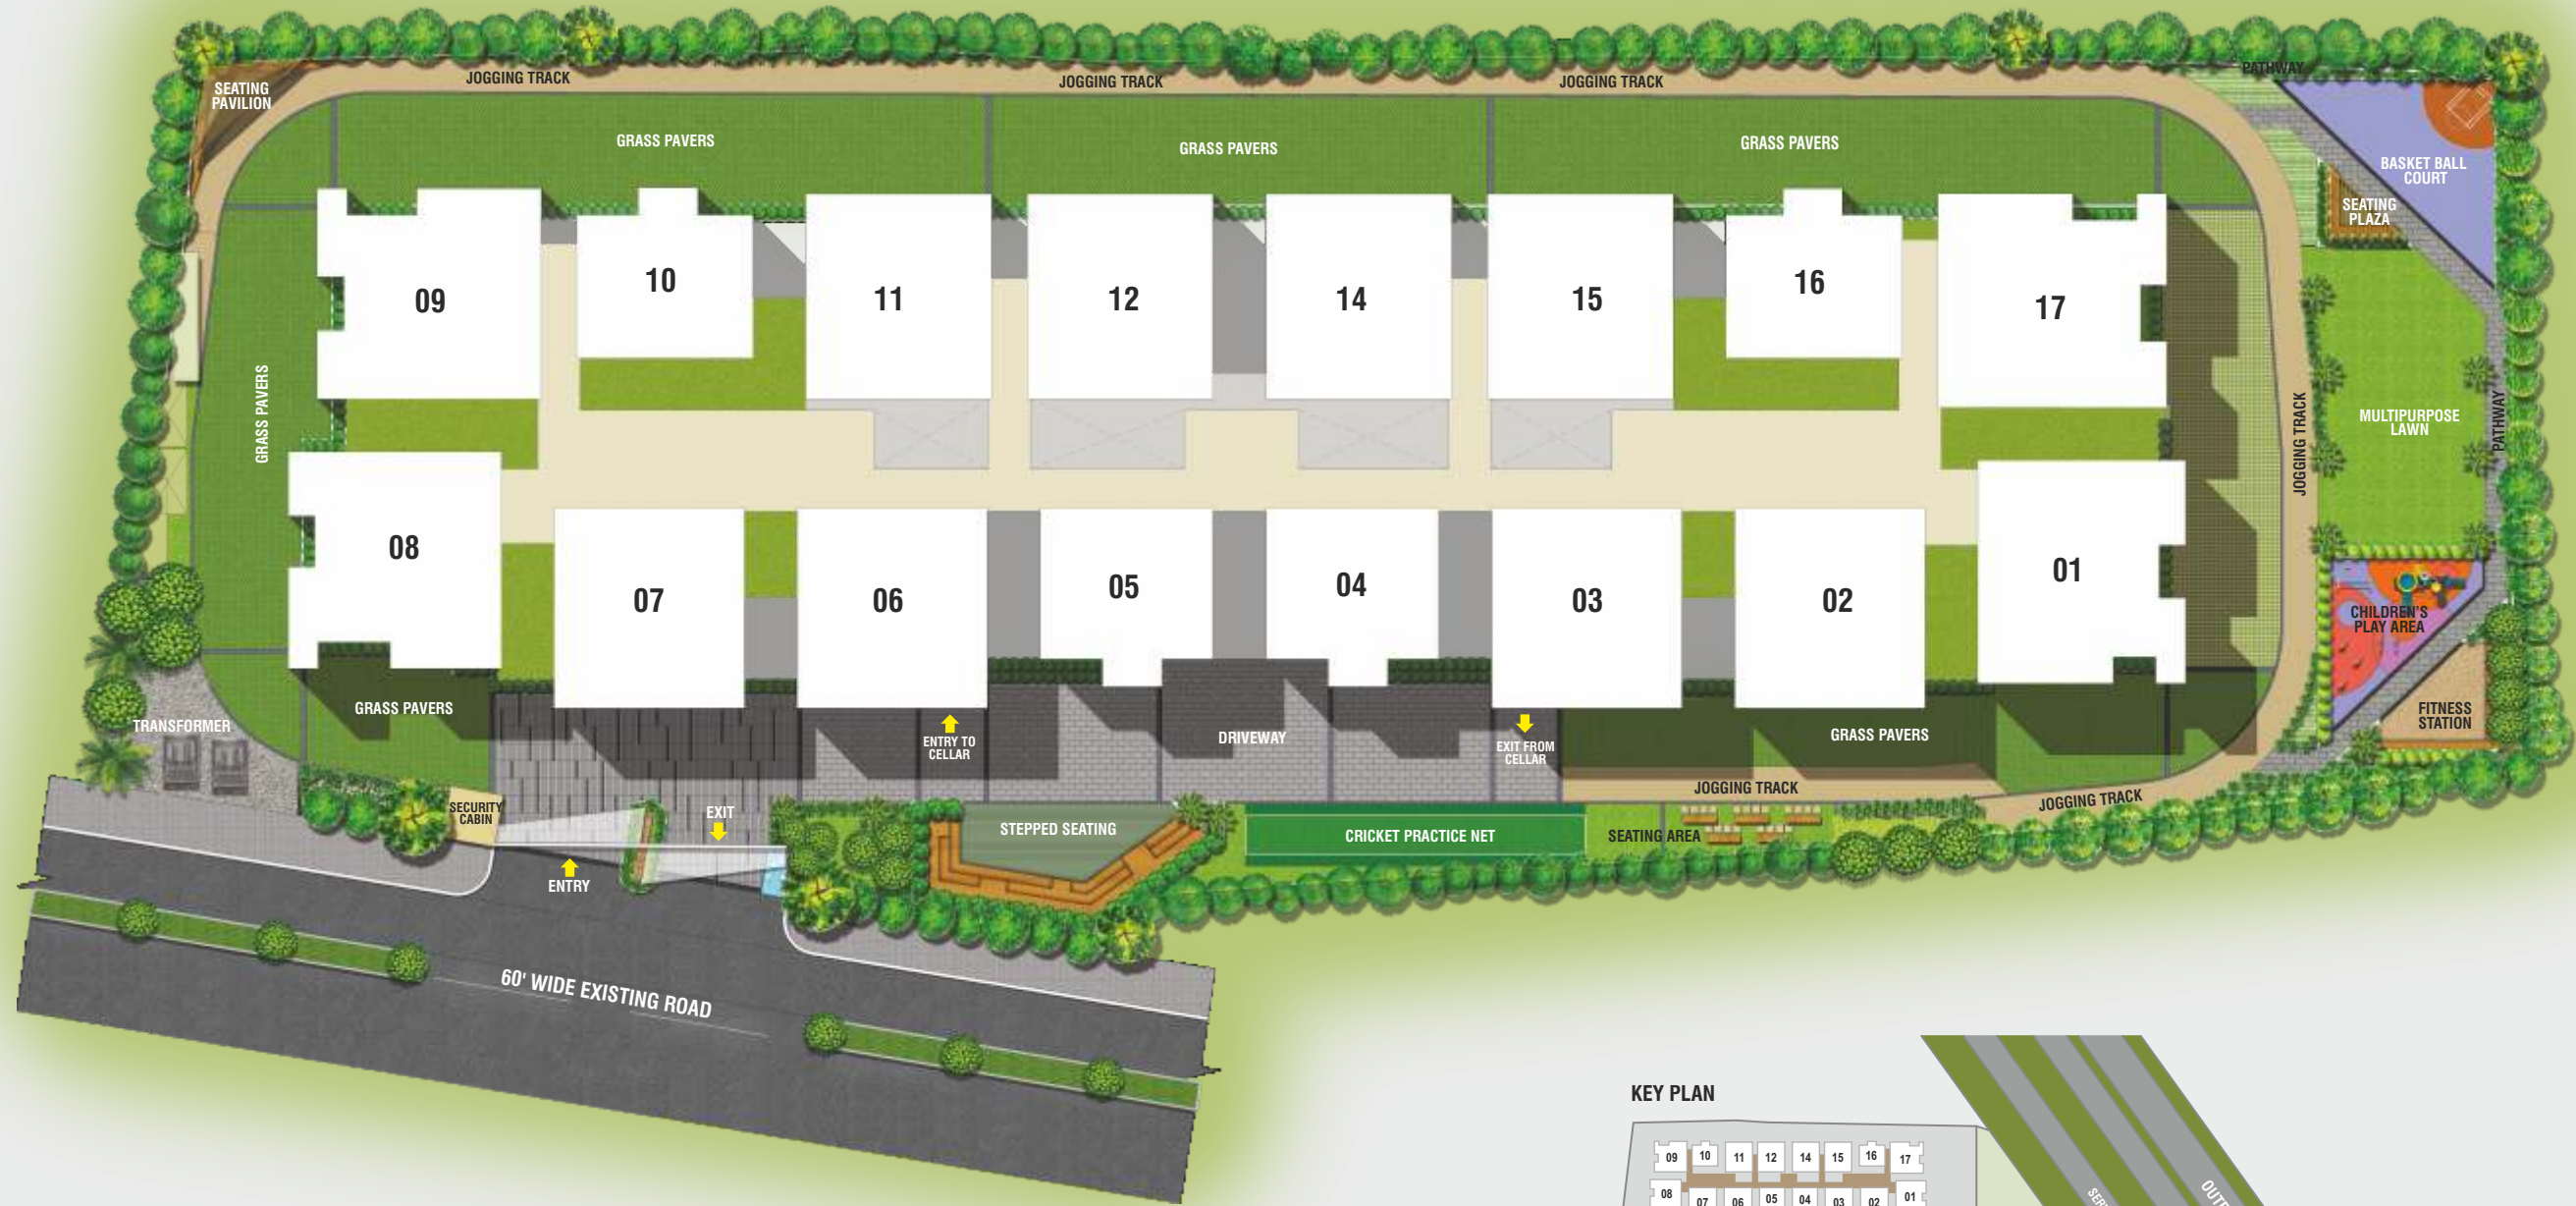 JOGGING TRACK
JOGGING TRACK
JOGGING TRACK
PATHWAY
SEATING
PAVILION
GRASS PAVERS
GRASS PAVERS
GRASS PAVERS
BASKET BALL
COURT
SEATING
PLAZA
09
10
11
12
14
15
16
17
GRASS PAVERS
JOGGING TRACK
MULTIPURPOSE
LAWN
PATHWAY
08
07
06
05
04
03
02
01
CHILDREN'S
PLAY AREA
FITNESS
STATION
TRANSFORMER
GRASS PAVERS
ENTRY TO
CELLAR
DRIVEWAY
EXIT FROM
CELLAR
GRASS PAVERS
JOGGING TRACK
JOGGING TRACK
SECURITY
CABIN
EXIT
ENTRY
STEPPED SEATING
CRICKET PRACTICE NET
SEATING AREA
60' WIDE EXISTING ROAD
KEY PLAN
09
10
11
12
14
15
16
17
08
07
06
05
04
03
02
01